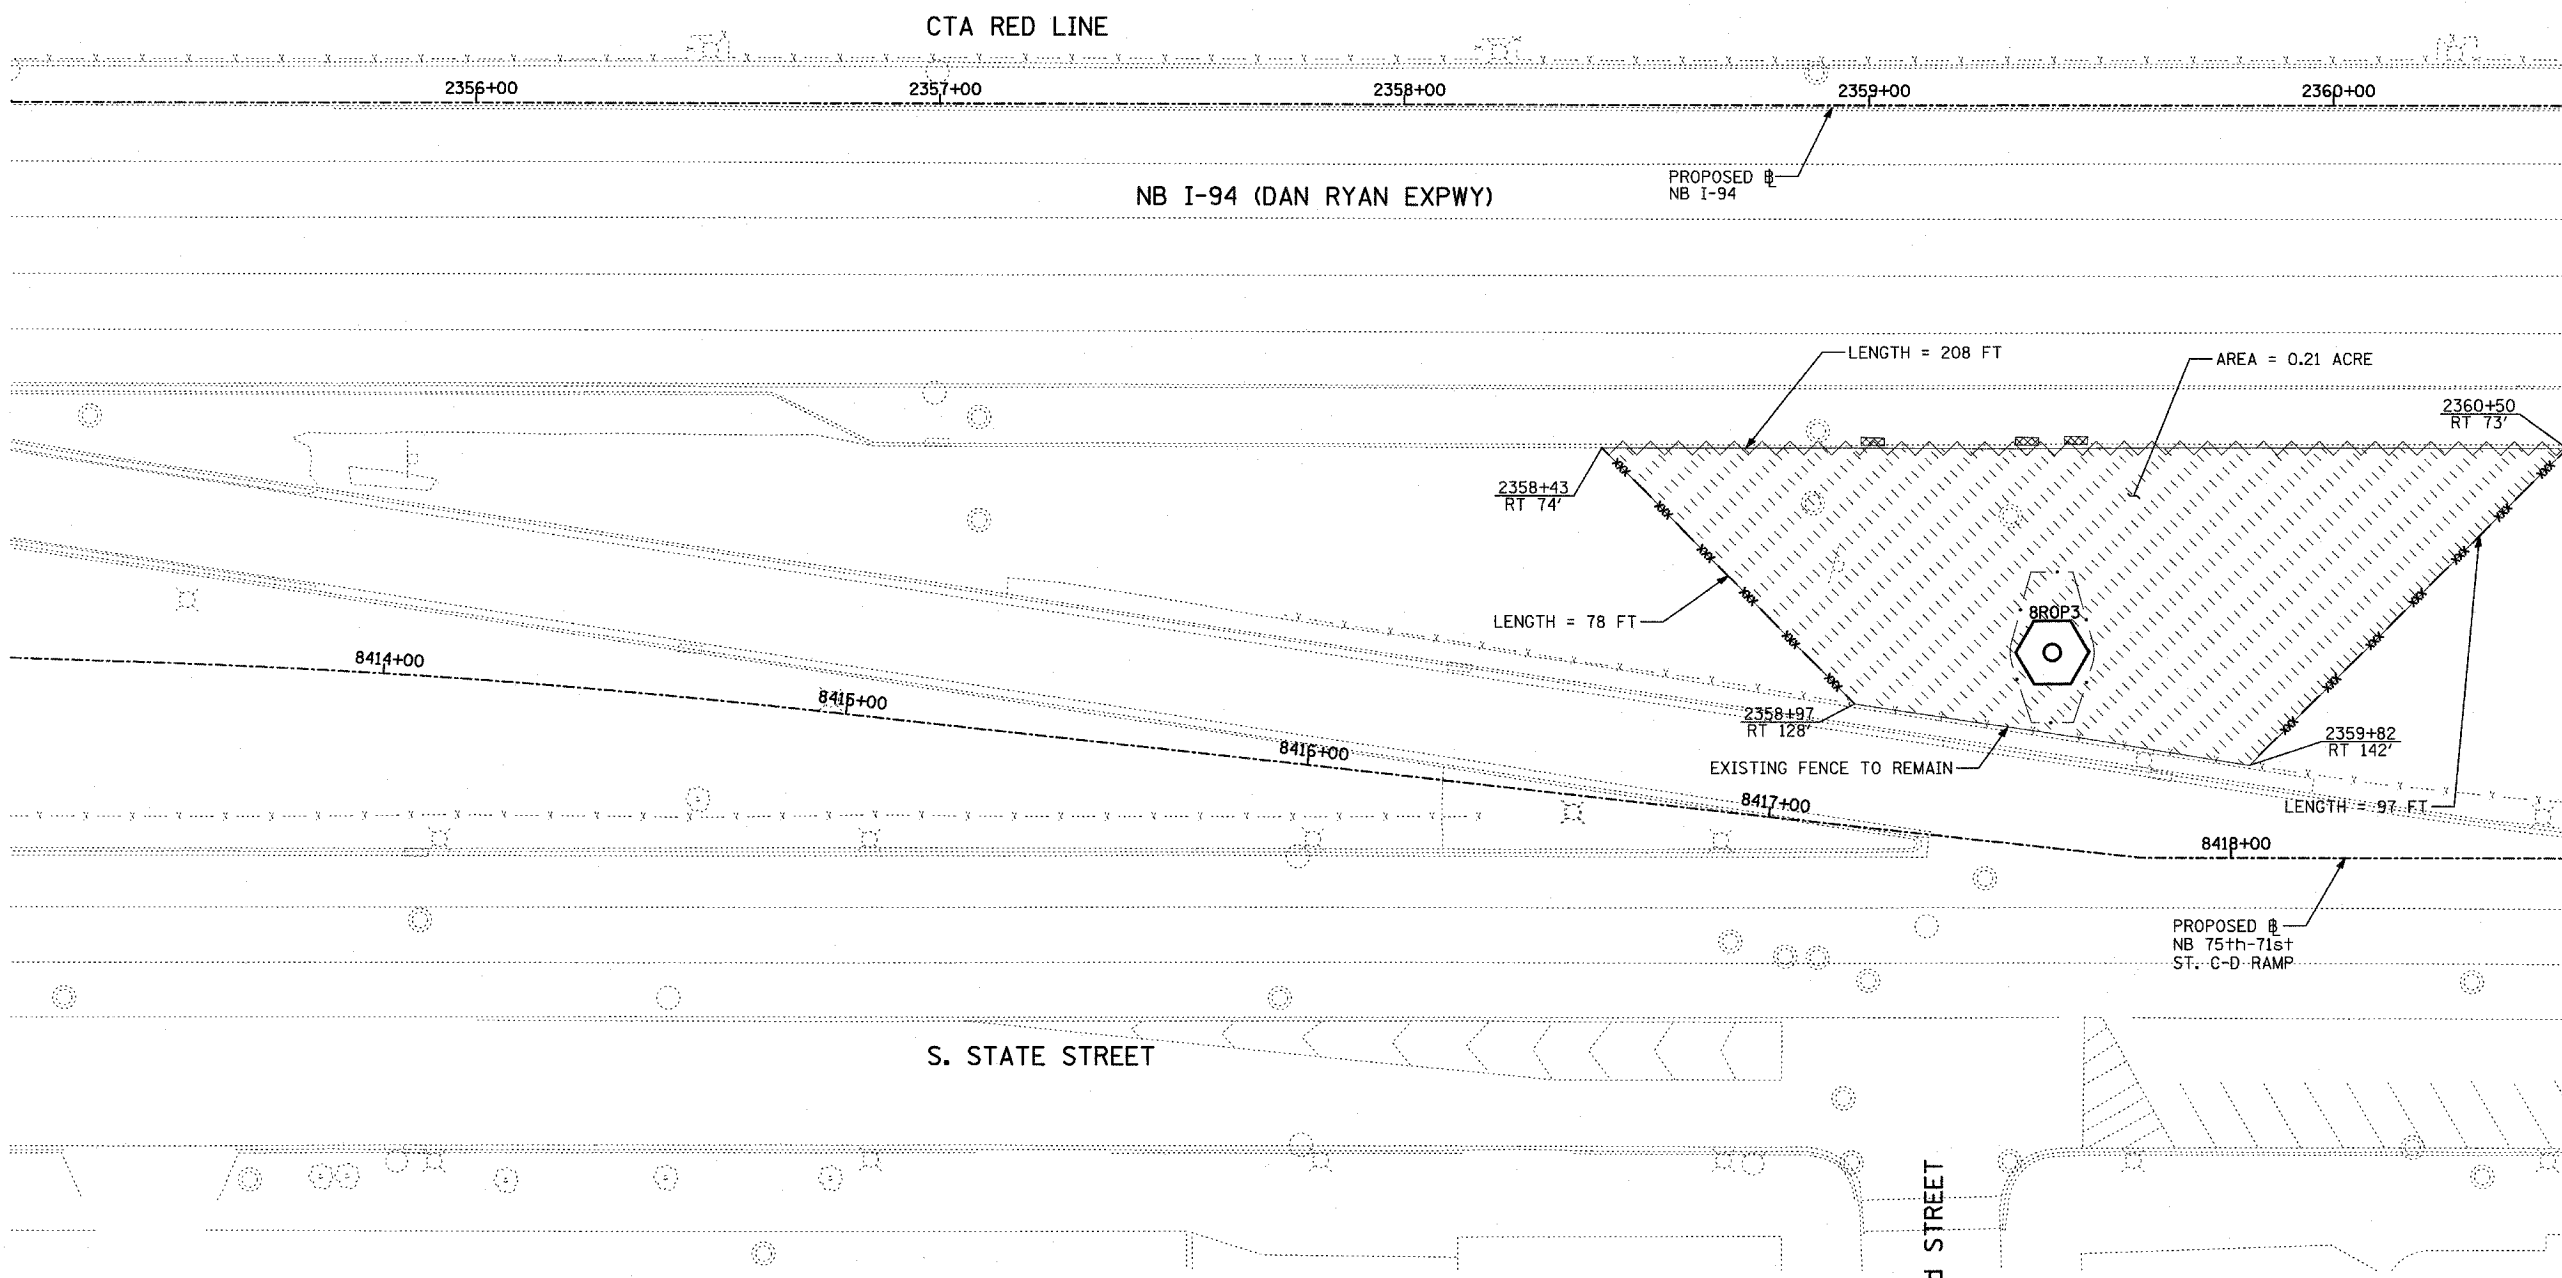 CTA RED LINE
2356+00
2357+00
2358+00
2359+00
2360+00
PROPOSED ℄
NB I-94
NB I-94 (DAN RYAN EXPWY)
LENGTH = 208 FT
AREA = 0.21 ACRE
2360+50
RT 73'
2358+43
RT 74'
LENGTH = 78 FT
8ROP3
8414+00
8415+00
8416+00
8417+00
8418+00
2358+97
RT 128'
2359+82
RT 142'
EXISTING FENCE TO REMAIN
LENGTH = 97 FT
PROPOSED ℄
NB 75th-71st
ST. C-D RAMP
S. STATE STREET
STREET